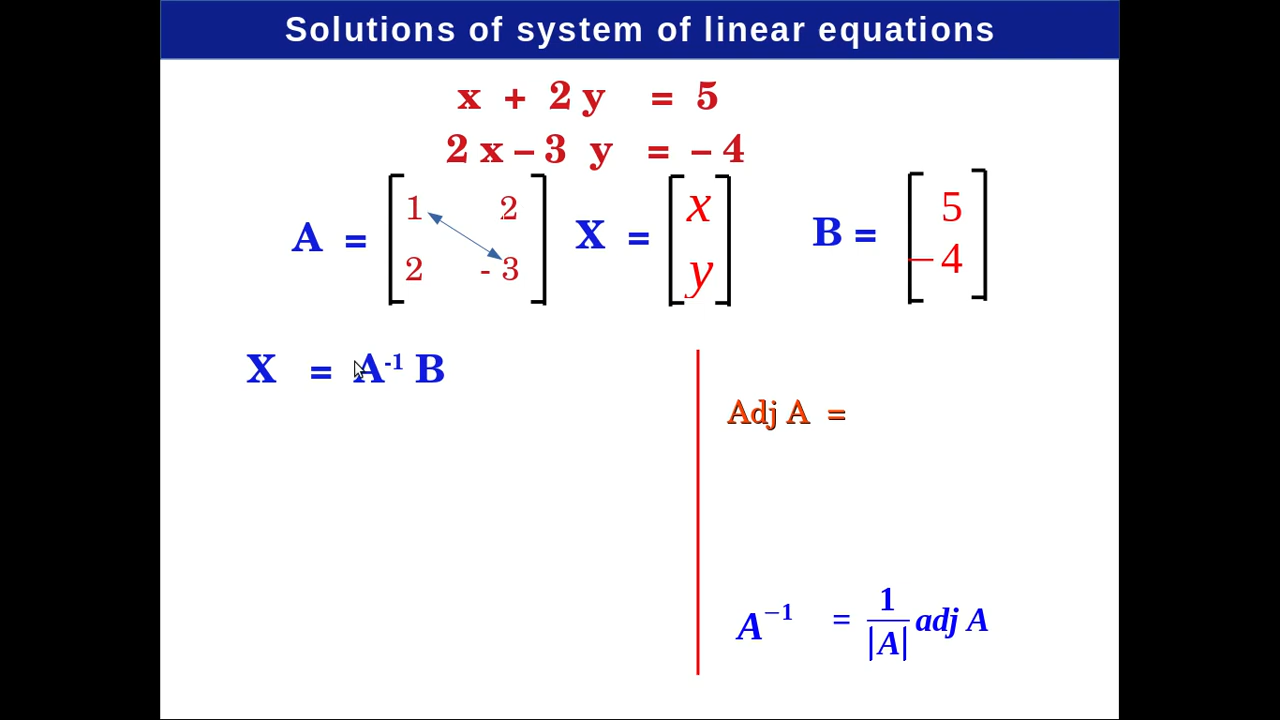 Solutions of system of linear equations
x + 2 y = 5
2 x – 3 y = – 4
A = [ 1 2 X = [ x B = [ 5
2 - 3 ] y ] – 4 ]
X = A⁻¹ B
Adj A =
A⁻¹ = 1/|A| adj A